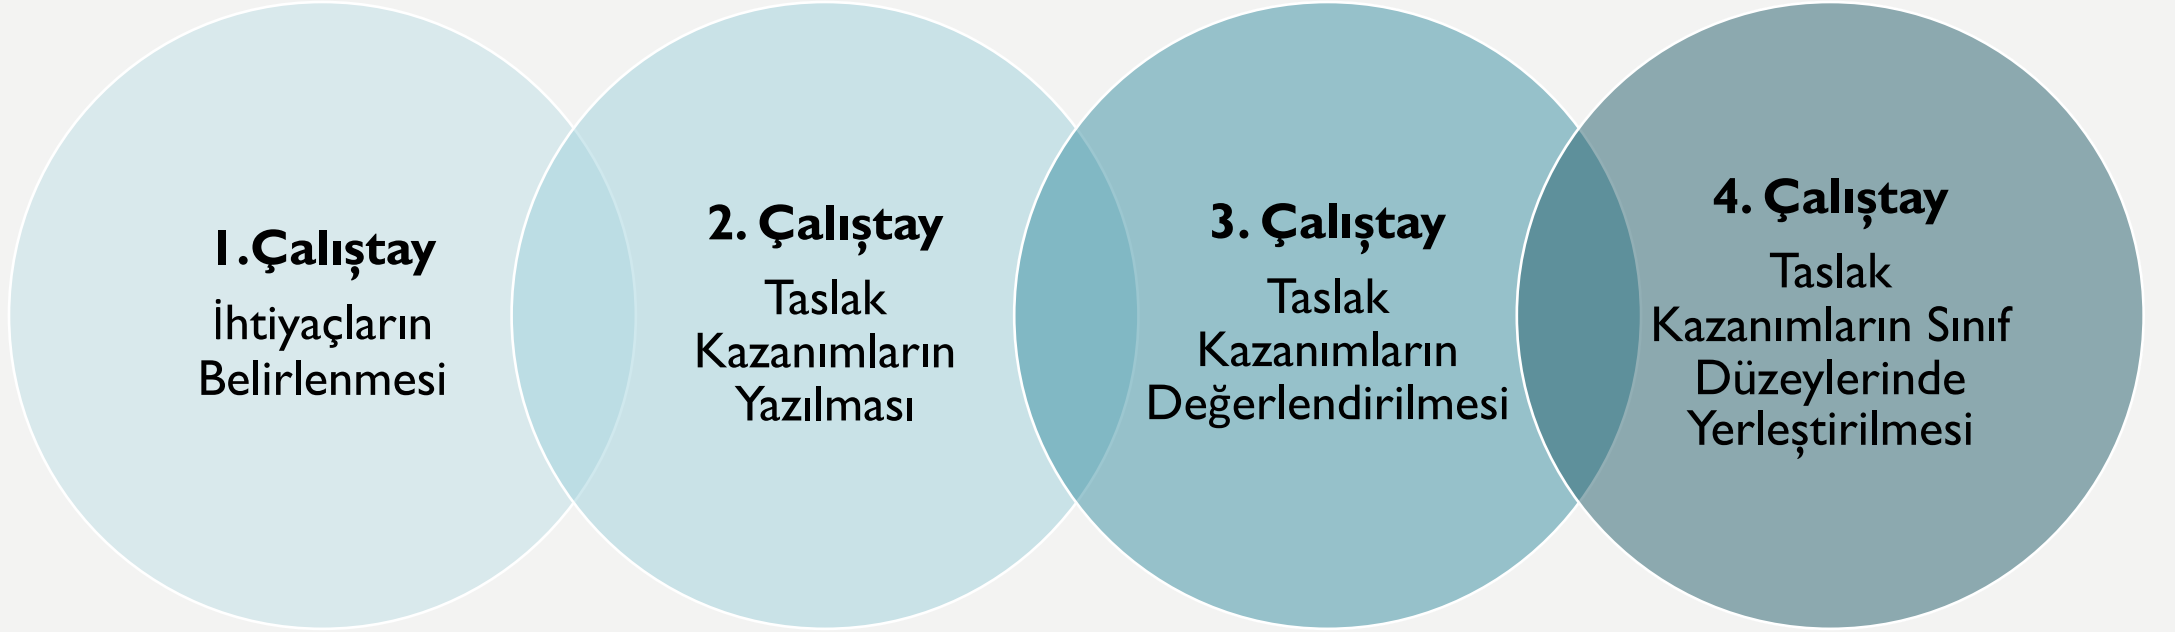 1.Çalıştay
İhtiyaçların
Belirlenmesi
2. Çalıştay
Taslak
Kazanımların
Yazılması
3. Çalıştay
Taslak
Kazanımların
Değerlendirilmesi
4. Çalıştay
Taslak
Kazanımların Sınıf
Düzeylerinde
Yerleştirilmesi